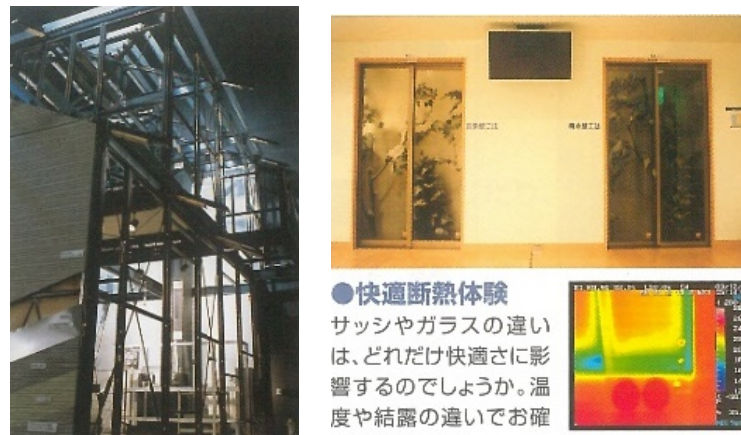 ●快適断熱体験
サッシやガラスの違い
は、どれだけ快適さに影
響するのでしょうか。温
度や結露の違いでお確